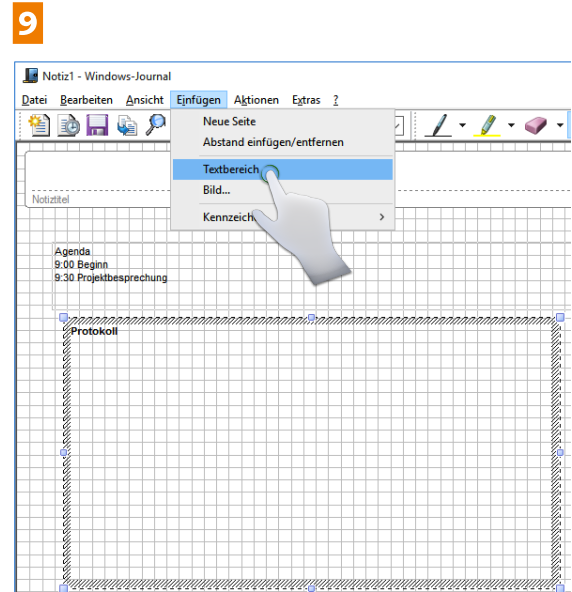 9
Notiz1 - Windows-Journal
Datei Bearbeiten Ansicht Einfügen Aktionen Extras ?
Neue Seite
Abstand einfügen/entfernen
Textbereich
Bild...
Notiztitel
Agenda
9:00 Beginn
9:30 Projektbesprechung
Protokoll